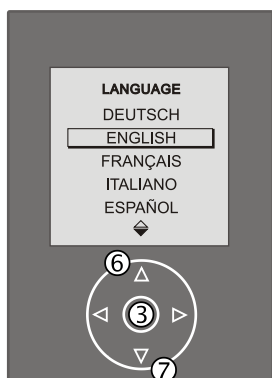 LANGUAGE
DEUTSCH
ENGLISH
FRANÇAIS
ITALIANO
ESPAÑOL
6
3
7